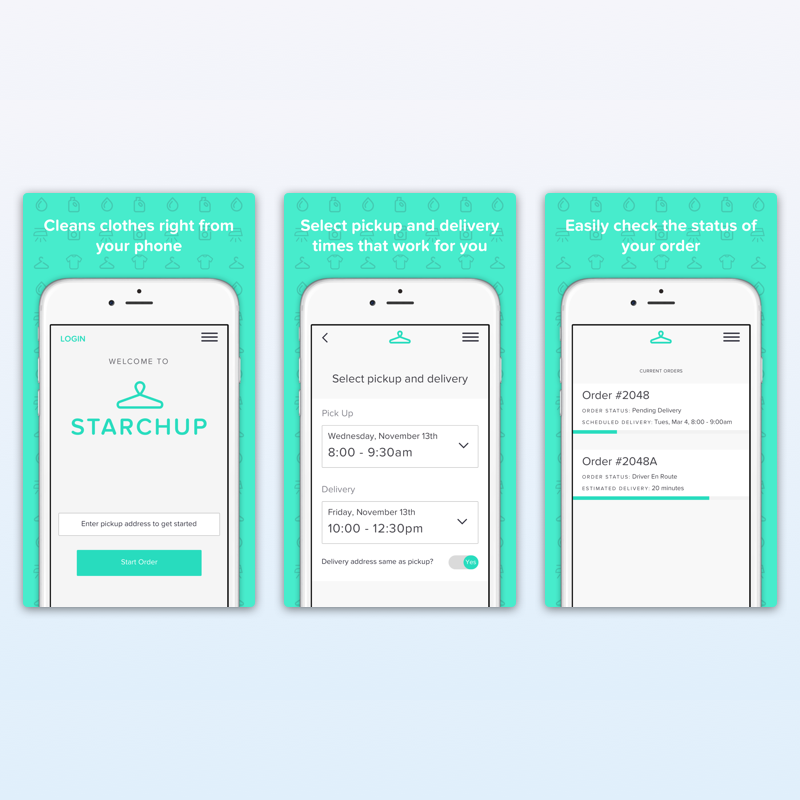 Cleans clothes right from
your phone
LOGIN
WELCOME TO
STARCHUP
Enter pickup address to get started
Start Order
Select pickup and delivery
times that work for you
Select pickup and delivery
Pick Up
Wednesday, November 13th
8:00 - 9:30am
Delivery
Friday, November 13th
10:00 - 12:30pm
Delivery address same as pickup? Yes
Easily check the status of
your order
CURRENT ORDERS
Order #2048
ORDER STATUS: Pending Delivery
SCHEDULED DELIVERY: Tues, Mar 4, 8:00 - 9:00am
Order #2048A
ORDER STATUS: Driver En Route
ESTIMATED DELIVERY: 20 minutes